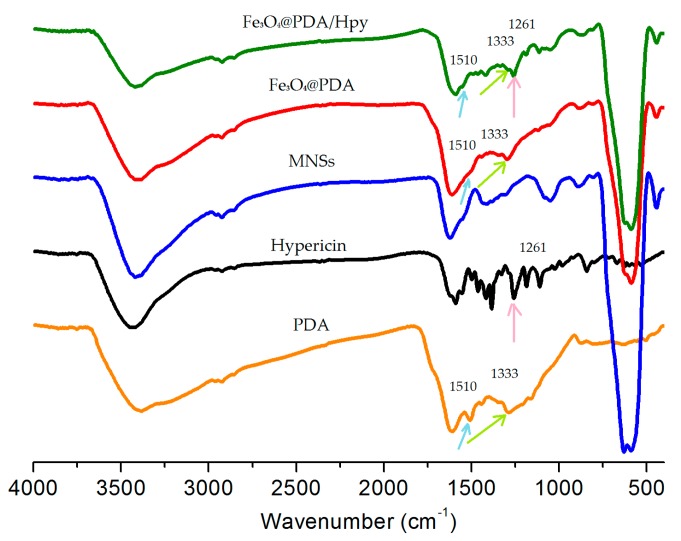 Fe₃O₄@PDA/Hpy
1261
1333
1510
Fe₃O₄@PDA
1333
1510
MNSs
Hypericin
1261
PDA
1333
1510
4000 3500 3000 2500 2000 1500 1000 500
Wavenumber (cm⁻¹)